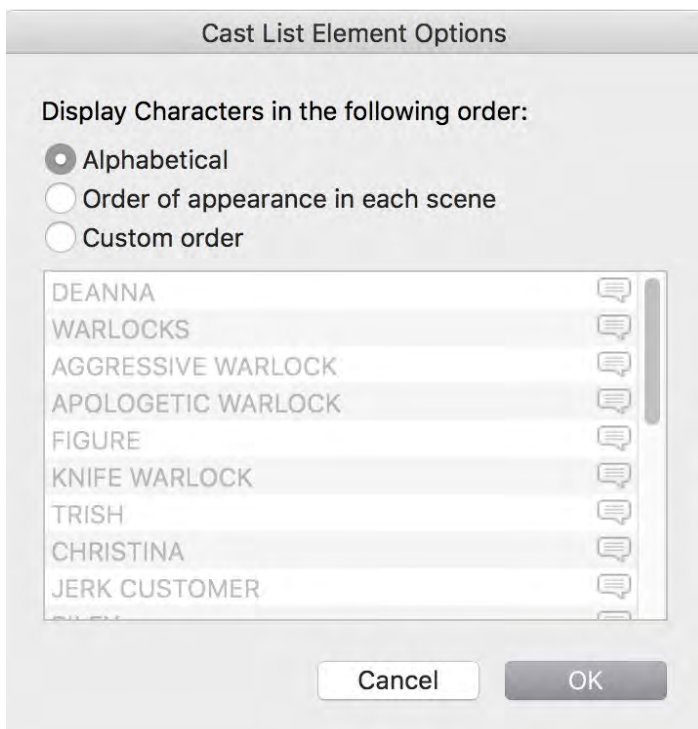 Cast List Element Options
Display Characters in the following order:
Alphabetical
Order of appearance in each scene
Custom order
DEANNA
WARLOCKS
AGGRESSIVE WARLOCK
APOLOGETIC WARLOCK
FIGURE
KNIFE WARLOCK
TRISH
CHRISTINA
JERK CUSTOMER
Cancel OK